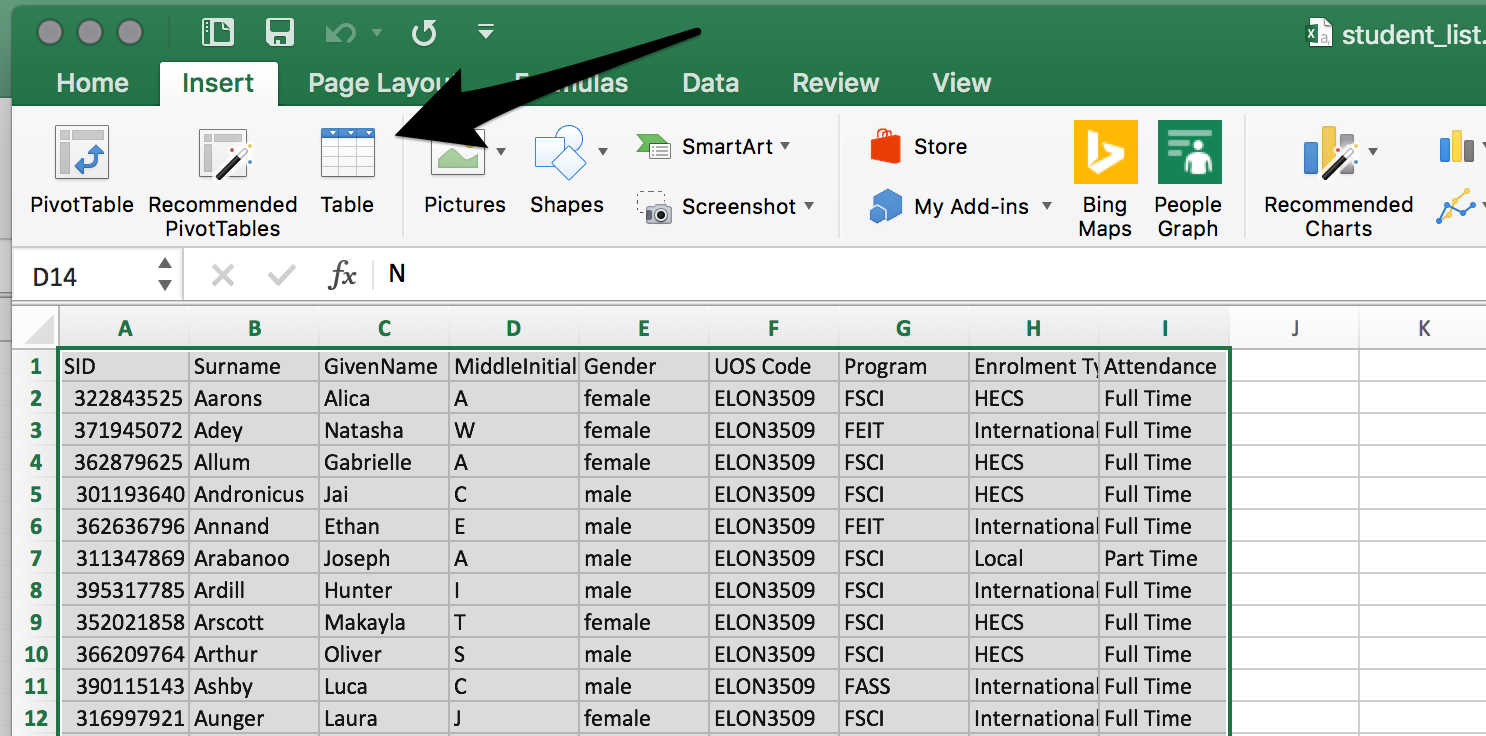 student_list.
Home Insert Page Layou Data Review View
PivotTable Recommended PivotTables Table Pictures Shapes SmartArt Screenshot Store My Add-ins Bing Maps People Graph Recommended Charts
D14 fx N
A B C D E F G H I J K
1 SID Surname GivenName MiddleInitial Gender UOS Code Program Enrolment Ty Attendance
2 322843525 Aarons Alica A female ELON3509 FSCI HECS Full Time
3 371945072 Adey Natasha W female ELON3509 FEIT International Full Time
4 362879625 Allum Gabrielle A female ELON3509 FSCI HECS Full Time
5 301193640 Andronicus Jai C male ELON3509 FSCI HECS Full Time
6 362636796 Annand Ethan E male ELON3509 FEIT International Full Time
7 311347869 Arabanoo Joseph A male ELON3509 FSCI Local Part Time
8 395317785 Ardill Hunter I male ELON3509 FSCI International Full Time
9 352021858 Arscott Makayla T female ELON3509 FSCI HECS Full Time
10 366209764 Arthur Oliver S male ELON3509 FSCI HECS Full Time
11 390115143 Ashby Luca C male ELON3509 FASS International Full Time
12 316997921 Aunger Laura J female ELON3509 FSCI International Full Time